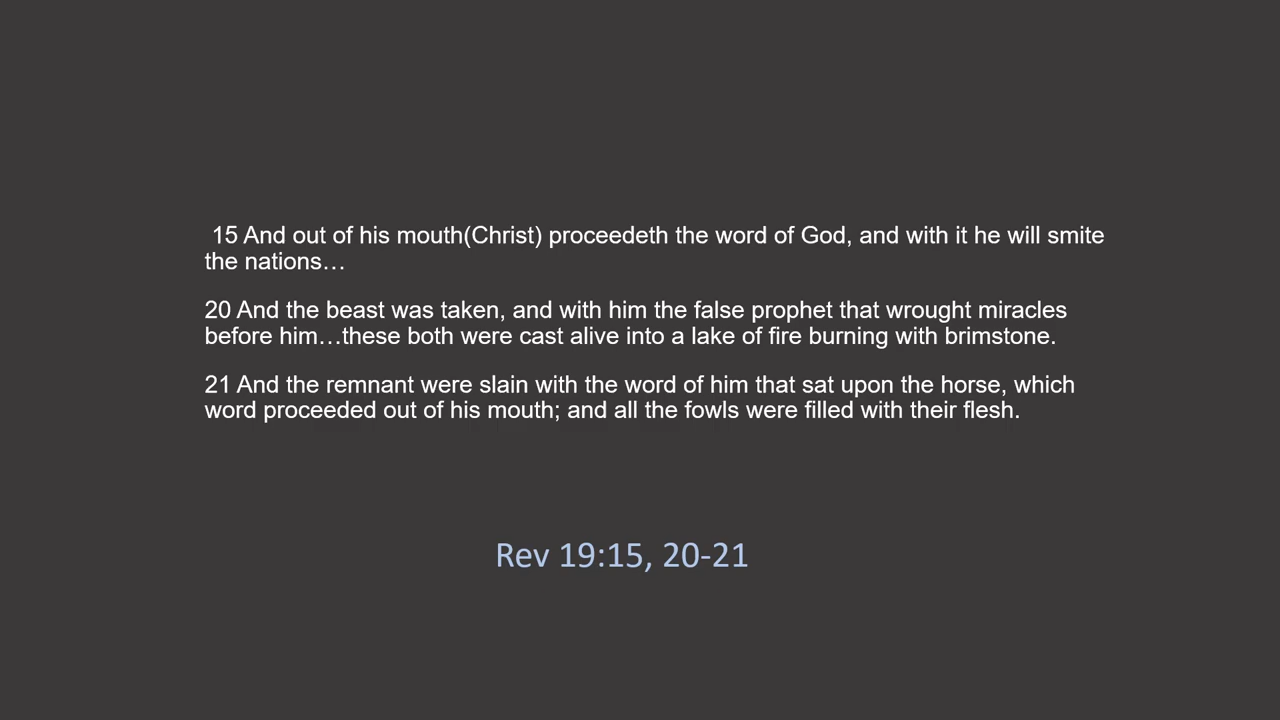 15 And out of his mouth(Christ) proceedeth the word of God, and with it he will smite
the nations…
20 And the beast was taken, and with him the false prophet that wrought miracles
before him…these both were cast alive into a lake of fire burning with brimstone.
21 And the remnant were slain with the word of him that sat upon the horse, which
word proceeded out of his mouth; and all the fowls were filled with their flesh.
Rev 19:15, 20-21